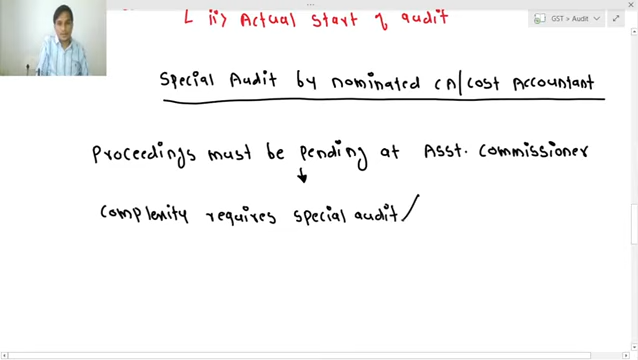 GST > Audit
L ii> Actual Start of audit
Special Audit by nominated CA/Cost Accountant
Proceedings must be pending at Asst. Commissioner
Complexity requires special audit /